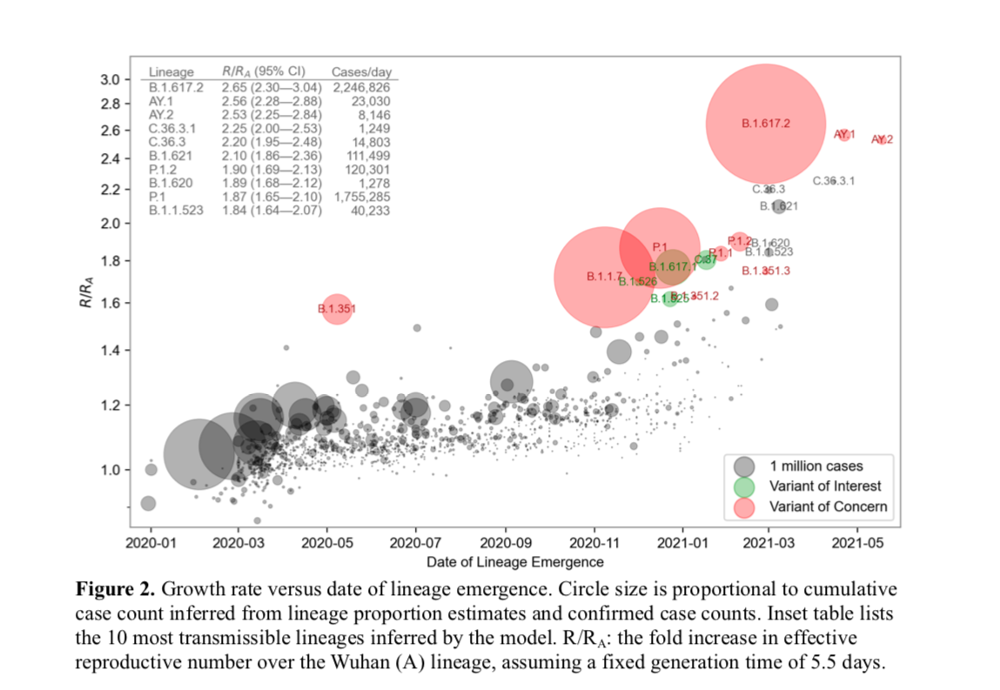 Lineage R/RA (95% CI) Cases/day
B.1.617.2 2.65 (2.30—3.04) 2,246,826
AY.1 2.56 (2.28—2.88) 23,030
AY.2 2.53 (2.25—2.84) 8,146
C.36.3.1 2.25 (2.00—2.53) 1,249
C.36.3 2.20 (1.95—2.48) 14,803
B.1.621 2.10 (1.86—2.36) 111,499
P.1.2 1.90 (1.69—2.13) 120,301
B.1.620 1.89 (1.68—2.12) 1,278
P.1 1.87 (1.65—2.10) 1,755,285
B.1.1.523 1.84 (1.64—2.07) 40,233
3.0
2.8
2.6
2.4
2.2
2.0
1.8
1.6
1.4
1.2
1.0
R/RA
B.1.617.2
AY.1
AY.2
C.36.3.1
C.36.3
B.1.621
P.1.2
B.1.620
P.1
B.1.1.523
P.1.1
C.37
B.1.617.1
B.1.351.3
B.1.1.7
B.1.526
B.1.525
B.1.351.2
B.1.351
1 million cases
Variant of Interest
Variant of Concern
2020-01 2020-03 2020-05 2020-07 2020-09 2020-11 2021-01 2021-03 2021-05
Date of Lineage Emergence
Figure 2. Growth rate versus date of lineage emergence. Circle size is proportional to cumulative
case count inferred from lineage proportion estimates and confirmed case counts. Inset table lists
the 10 most transmissible lineages inferred by the model. R/RA: the fold increase in effective
reproductive number over the Wuhan (A) lineage, assuming a fixed generation time of 5.5 days.